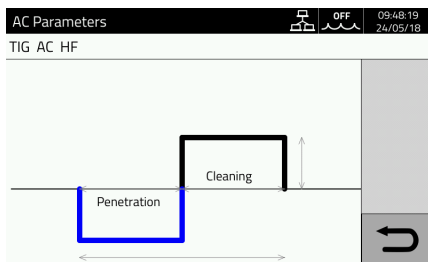 AC Parameters
OFF
09:48:19
24/05/18
TIG AC HF
Cleaning
Penetration